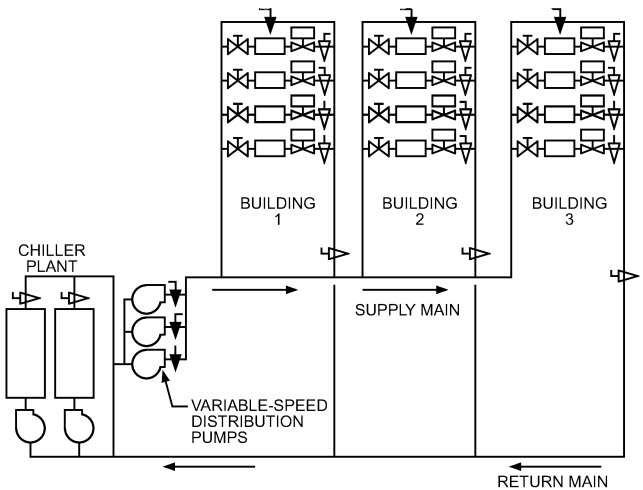 BUILDING
1
BUILDING
2
BUILDING
3
CHILLER
PLANT
SUPPLY MAIN
VARIABLE-SPEED
DISTRIBUTION
PUMPS
RETURN MAIN